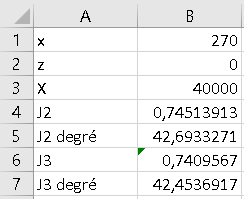 A B
1 x 270
2 z 0
3 X 40000
4 J2 0,74513913
5 J2 degré 42,6933271
6 J3 0,7409567
7 J3 degré 42,4536917